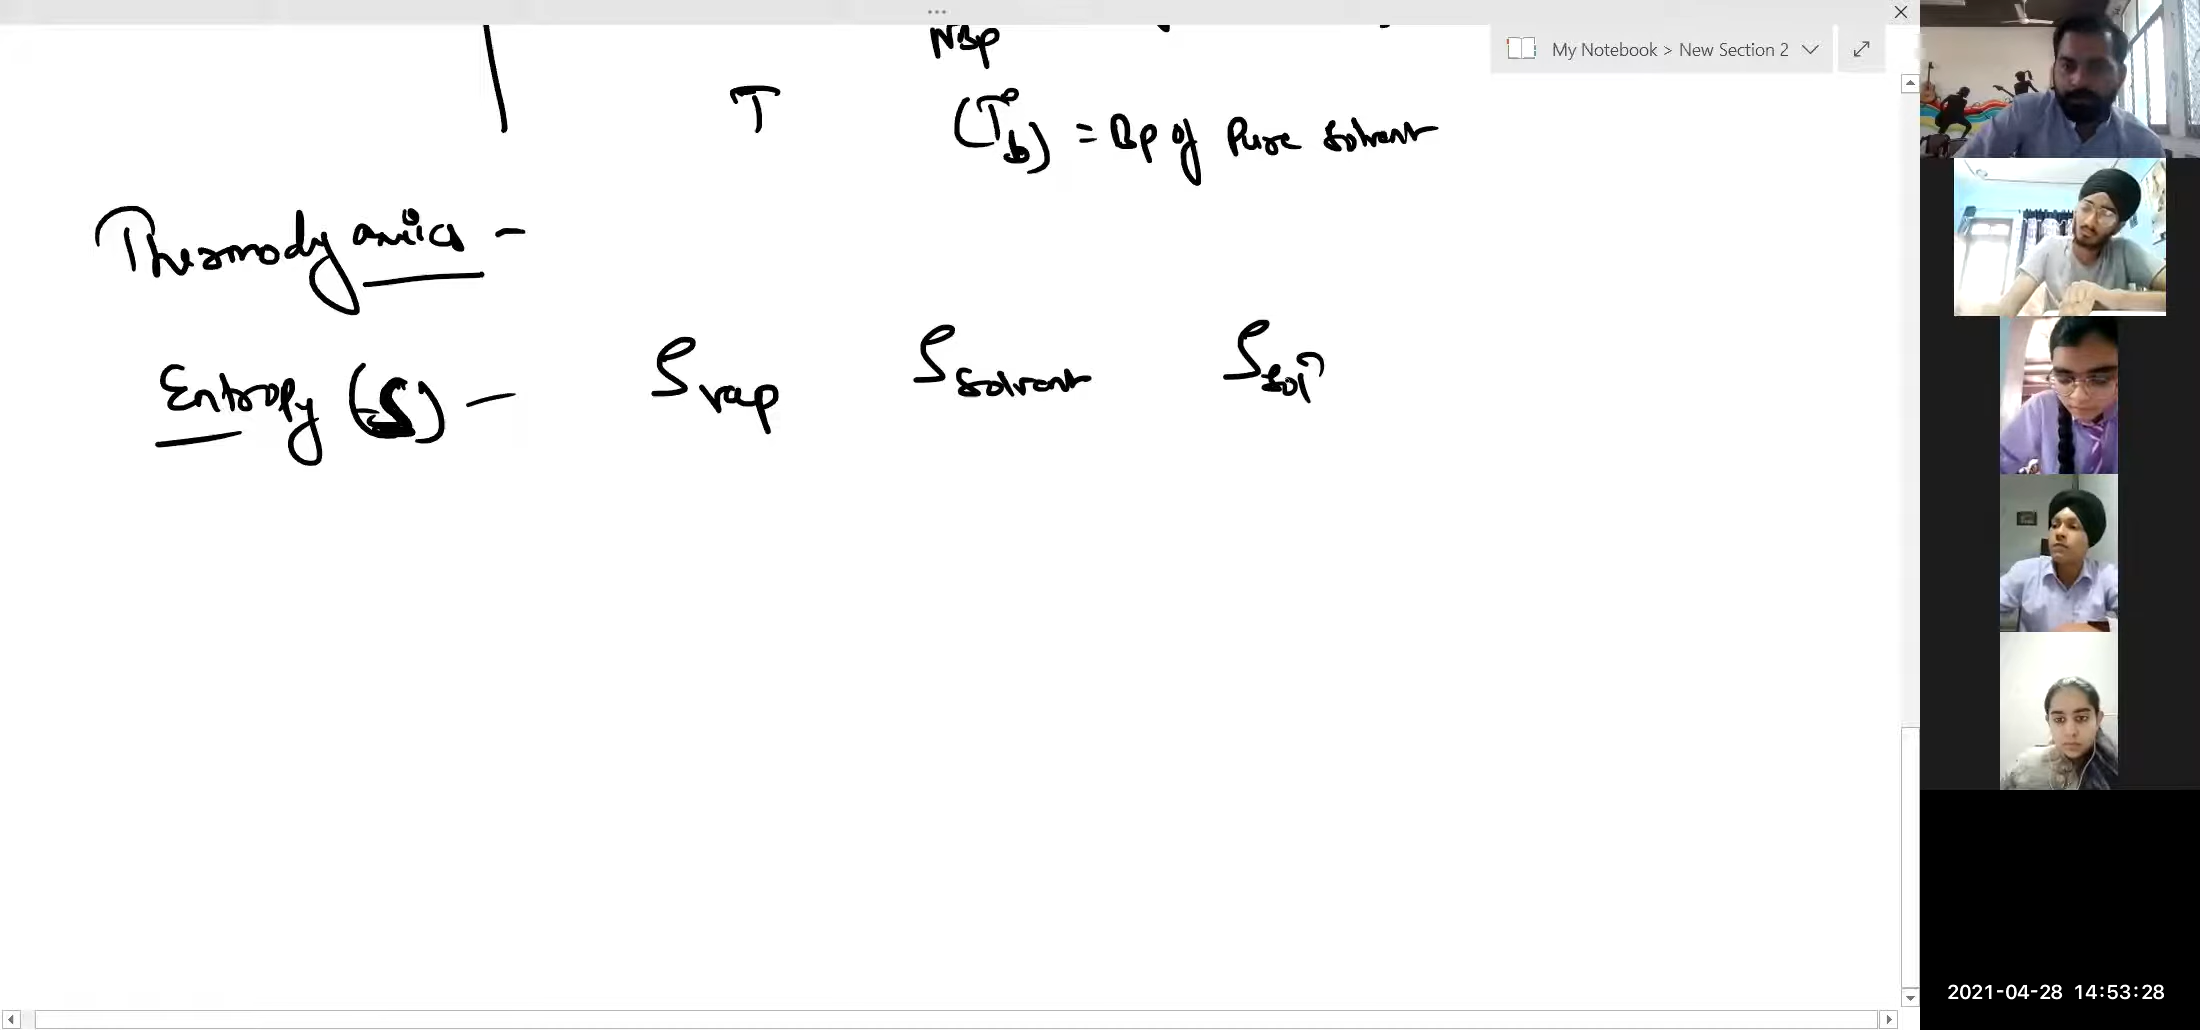 NBp
My Notebook > New Section 2
T (T°b) = Bp of Pure solvent
Thermodyamics -
Entropy (S) - Svap Ssolvent Ssol^n
2021-04-28 14:53:28